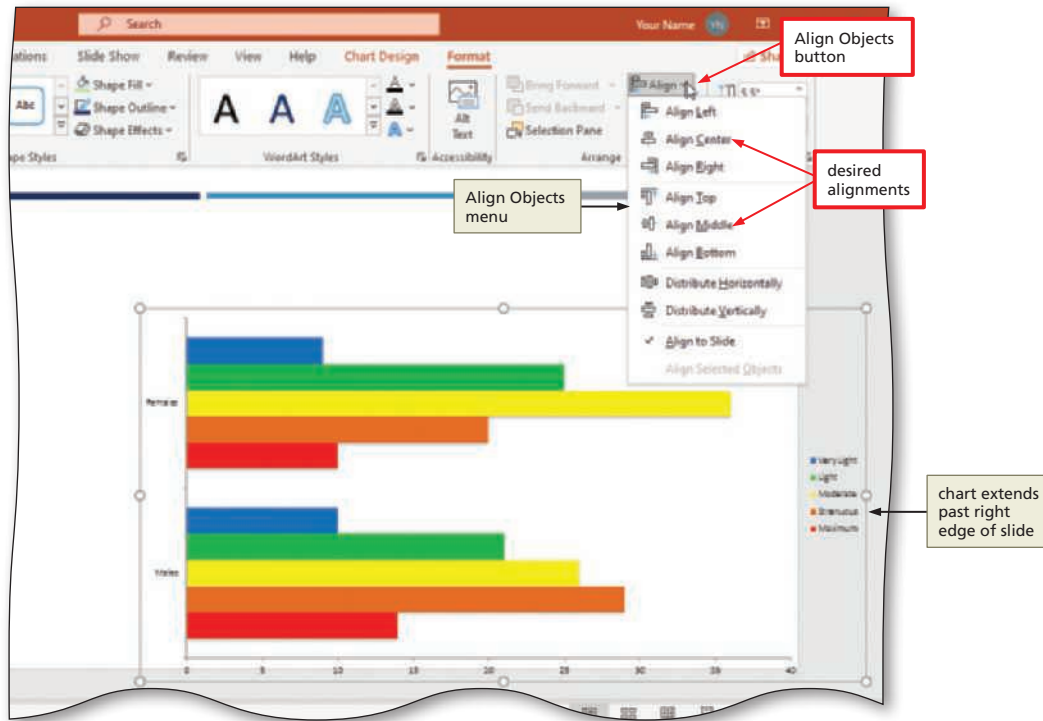 Search
Your Name
YN
ations
Slide Show
Review
View
Help
Chart Design
Format
Sha
Abc
Shape Fill
Shape Outline
Shape Effects
pe Styles
A A A
WordArt Styles
Alt
Text
Accessibility
Bring Forward
Send Backward
Selection Pane
Align
Arrange
Align Objects
button
Align Left
Align Center
Align Right
Align Top
Align Middle
Align Bottom
Distribute Horizontally
Distribute Vertically
Align to Slide
Align Selected Objects
desired
alignments
Align Objects
menu
Females
Males
Very Light
Light
Moderate
Strenuous
Maximum
chart extends
past right
edge of slide
0 5 10 15 20 25 30 35 40